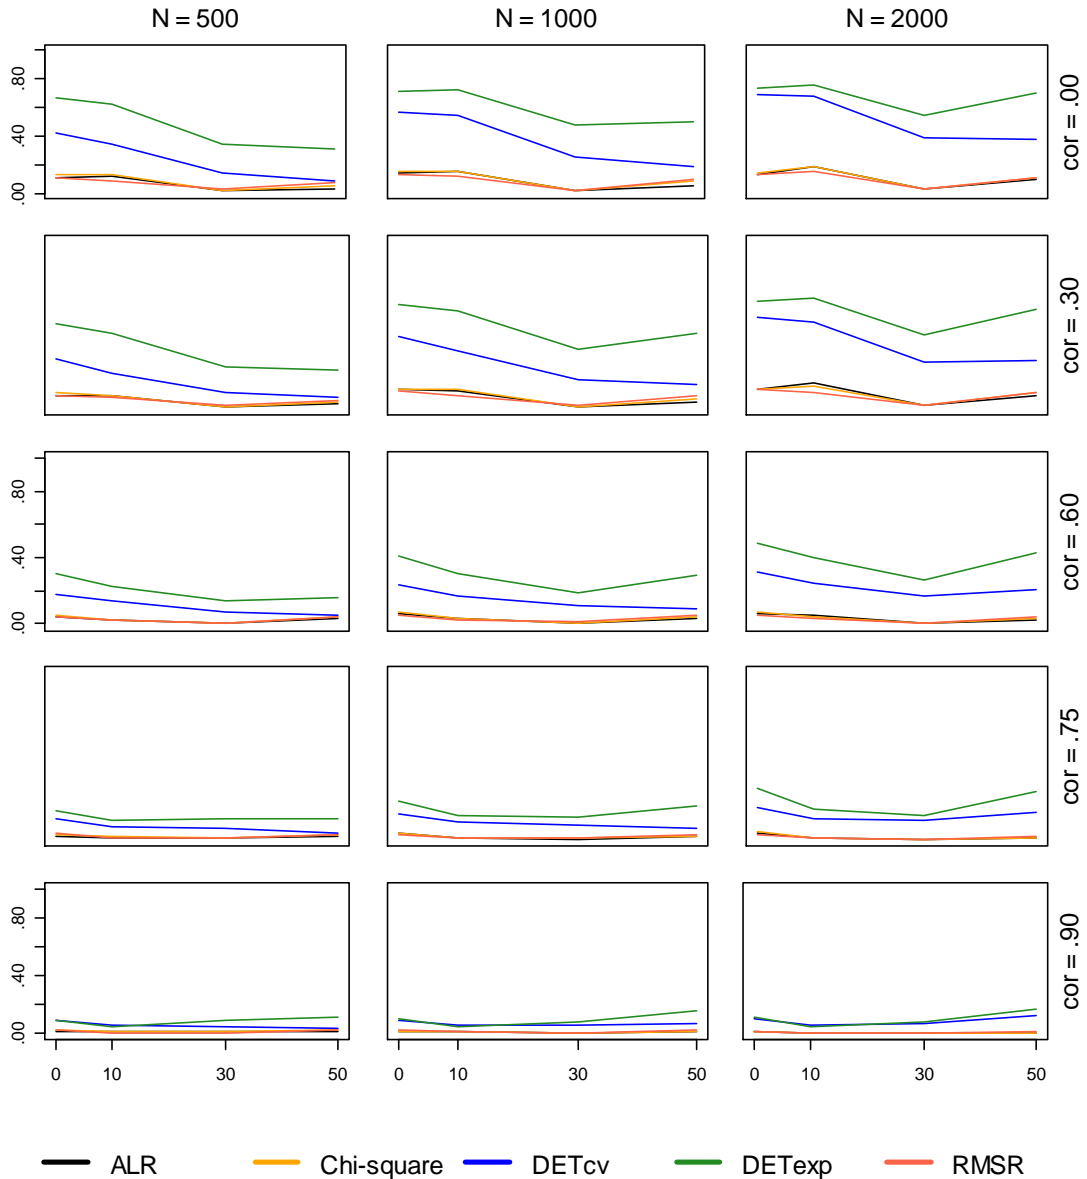 N = 500 N = 1000 N = 2000
.80
.40
.00
cor = .00
cor = .30
.80
.40
.00
cor = .60
cor = .75
.80
.40
.00
cor = .90
0 10 30 50 0 10 30 50 0 10 30 50
ALR Chi-square DETcv DETexp RMSR